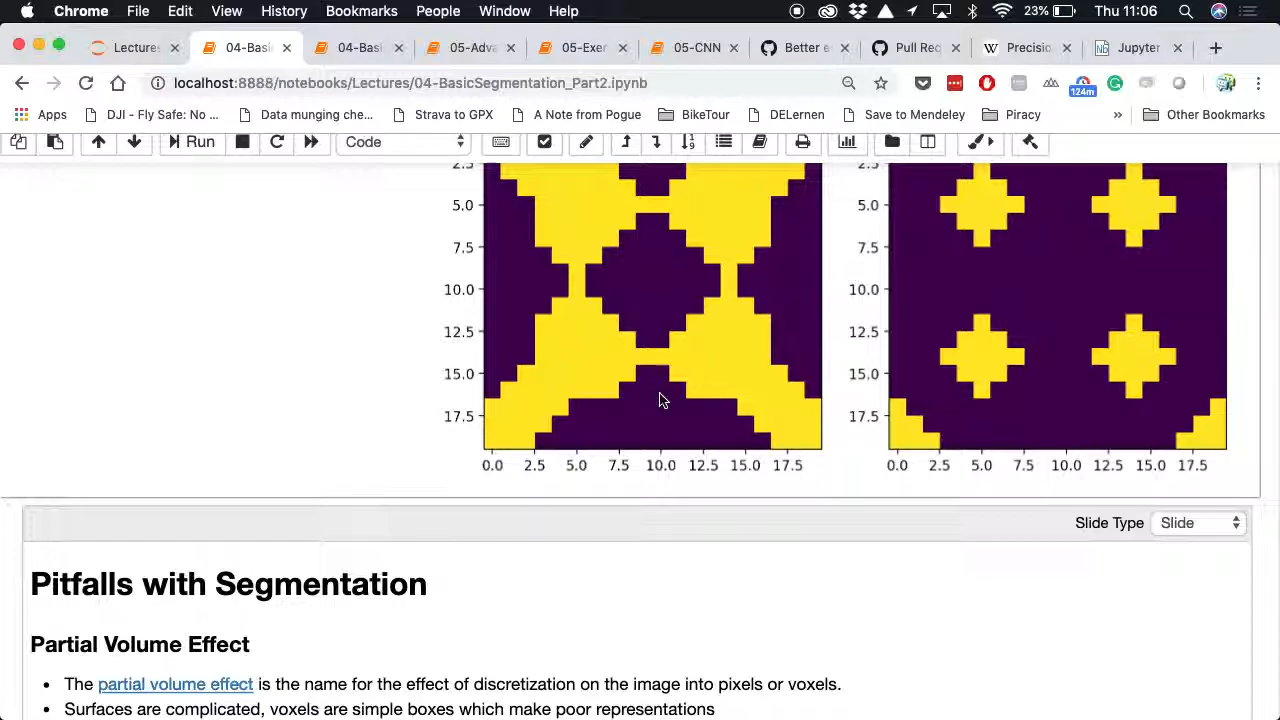 Chrome File Edit View History Bookmarks People Window Help 23% Thu 11:06
Lectures 04-Basi 04-Basi 05-Adva 05-Exer 05-CNN Better e Pull Req Precisio Jupyter
localhost:8888/notebooks/Lectures/04-BasicSegmentation_Part2.ipynb 124m
Apps DJI - Fly Safe: No ... Data munging che... Strava to GPX A Note from Pogue BikeTour DELernen Save to Mendeley Piracy » Other Bookmarks
Run Code
2.5 2.5
5.0 5.0
7.5 7.5
10.0 10.0
12.5 12.5
15.0 15.0
17.5 17.5
0.0 2.5 5.0 7.5 10.0 12.5 15.0 17.5 0.0 2.5 5.0 7.5 10.0 12.5 15.0 17.5
Slide Type Slide
Pitfalls with Segmentation
Partial Volume Effect
• The partial volume effect is the name for the effect of discretization on the image into pixels or voxels.
• Surfaces are complicated, voxels are simple boxes which make poor representations